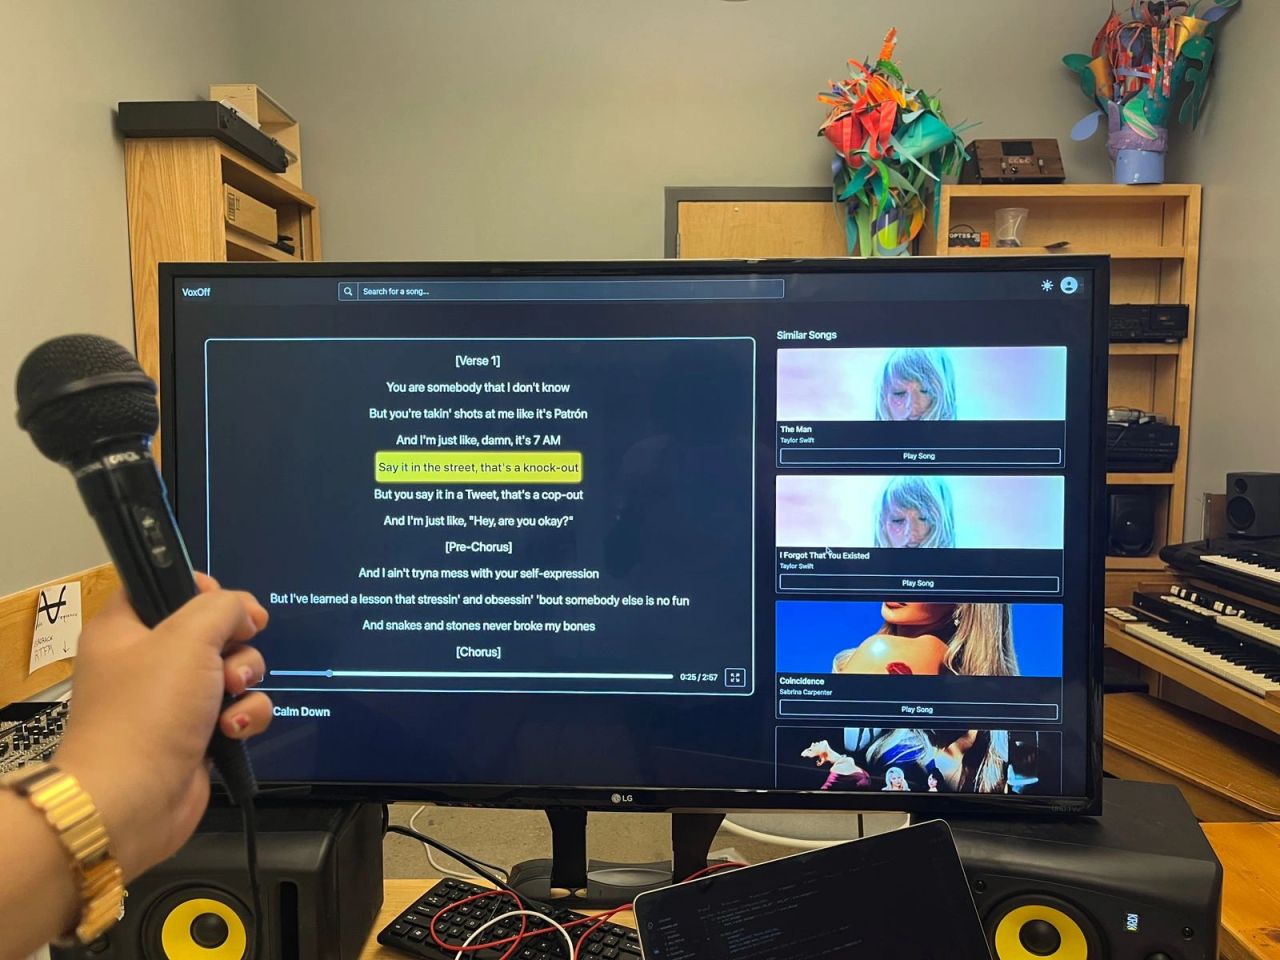 VoxOff
Search for a song...
[Verse 1]
You are somebody that I don't know
But you're takin' shots at me like it's Patrón
And I'm just like, damn, it's 7 AM
Say it in the street, that's a knock-out
But you say it in a Tweet, that's a cop-out
And I'm just like, "Hey, are you okay?"
[Pre-Chorus]
And I ain't tryna mess with your self-expression
But I've learned a lesson that stressin' and obsessin' 'bout somebody else is no fun
And snakes and stones never broke my bones
[Chorus]
0:25 / 2:57
Calm Down
Similar Songs
The Man
Taylor Swift
Play Song
I Forgot That You Existed
Taylor Swift
Play Song
Coincidence
Sabrina Carpenter
Play Song
LG
KRK